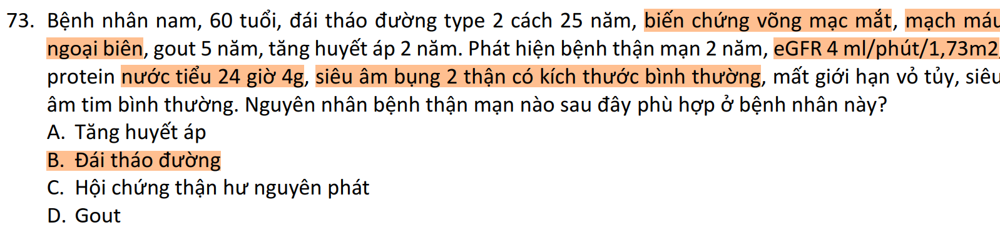 73. Bệnh nhân nam, 60 tuổi, đái tháo đường type 2 cách 25 năm, biến chứng võng mạc mắt, mạch máu
ngoại biên, gout 5 năm, tăng huyết áp 2 năm. Phát hiện bệnh thận mạn 2 năm, eGFR 4 ml/phút/1,73m2,
protein nước tiểu 24 giờ 4g, siêu âm bụng 2 thận có kích thước bình thường, mất giới hạn vỏ tủy, siêu
âm tim bình thường. Nguyên nhân bệnh thận mạn nào sau đây phù hợp ở bệnh nhân này?
A. Tăng huyết áp
B. Đái tháo đường
C. Hội chứng thận hư nguyên phát
D. Gout